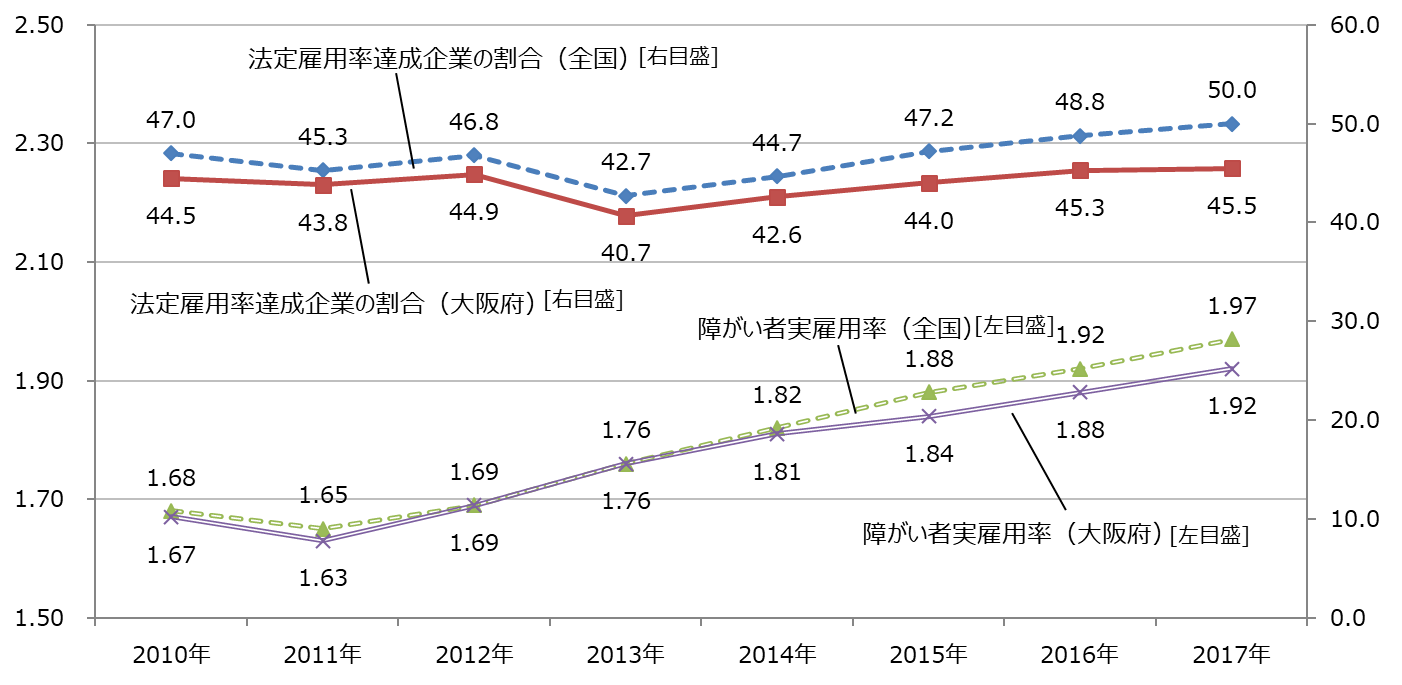 2.50
2.30
2.10
1.90
1.70
1.50
60.0
50.0
40.0
30.0
20.0
10.0
0.0
法定雇用率達成企業の割合（全国）[右目盛]
47.0 45.3 46.8 42.7 44.7 47.2 48.8 50.0
44.5 43.8 44.9 40.7 42.6 44.0 45.3 45.5
法定雇用率達成企業の割合（大阪府）[右目盛]
障がい者実雇用率（全国）[左目盛]
1.68 1.65 1.69 1.76 1.82 1.88 1.92 1.97
1.67 1.63 1.69 1.76 1.81 1.84 1.88 1.92
障がい者実雇用率（大阪府）[左目盛]
2010年 2011年 2012年 2013年 2014年 2015年 2016年 2017年